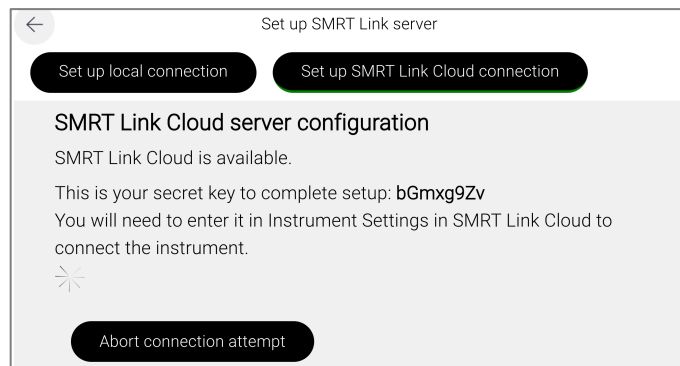 Set up SMRT Link server
Set up local connection
Set up SMRT Link Cloud connection
SMRT Link Cloud server configuration
SMRT Link Cloud is available.
This is your secret key to complete setup: bGmxg9Zv
You will need to enter it in Instrument Settings in SMRT Link Cloud to
connect the instrument.
Abort connection attempt